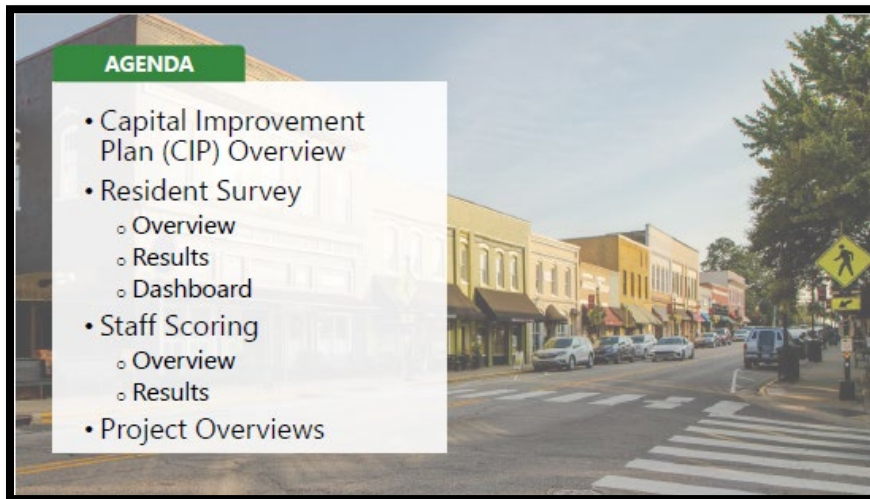 AGENDA
• Capital Improvement
Plan (CIP) Overview
• Resident Survey
o Overview
o Results
o Dashboard
• Staff Scoring
o Overview
o Results
• Project Overviews